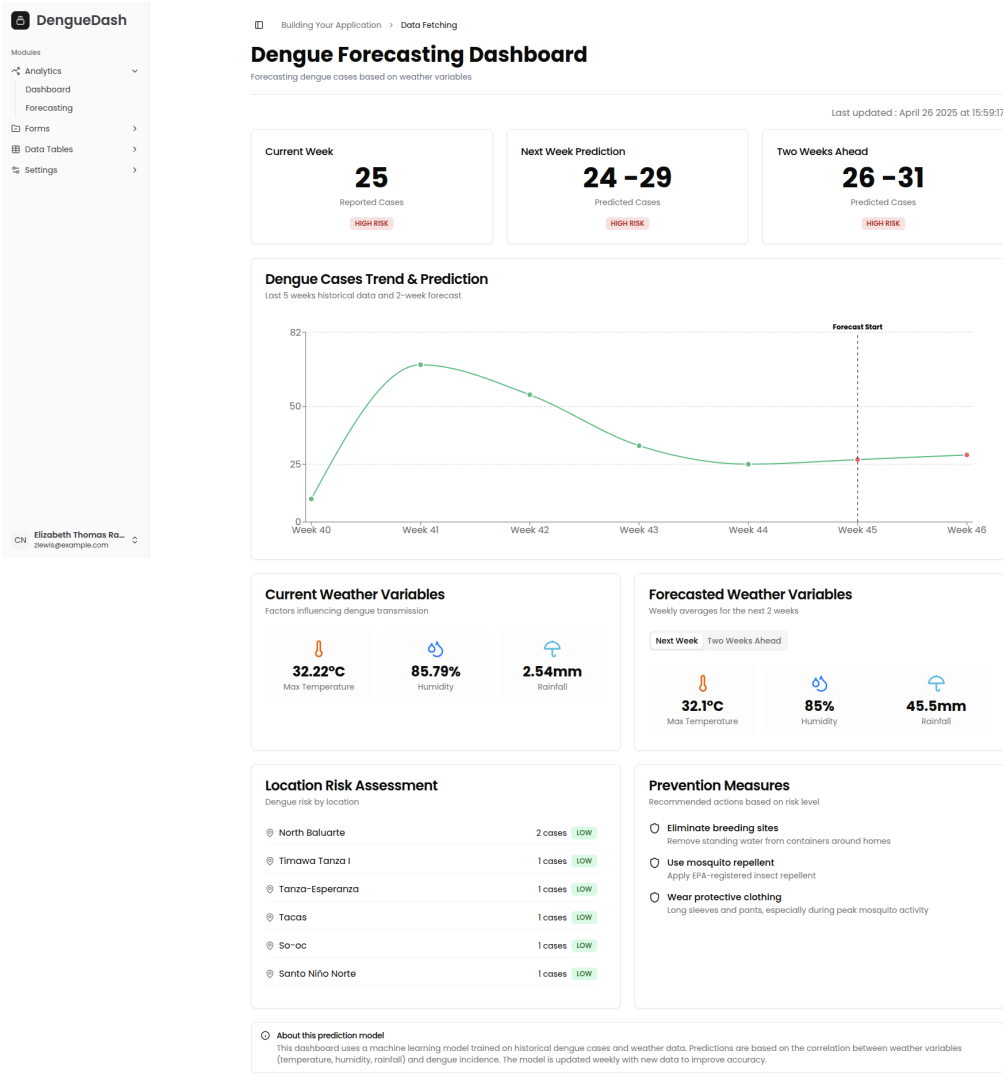 DengueDash
Modules
Analytics
Dashboard
Forecasting
Forms
Data Tables
Settings
CN
Elizabeth Thomas Ra...
zlewis@example.com
Building Your Application > Data Fetching
Dengue Forecasting Dashboard
Forecasting dengue cases based on weather variables
Last updated : April 26 2025 at 15:59:17
Current Week
25
Reported Cases
HIGH RISK
Next Week Prediction
24 –29
Predicted Cases
HIGH RISK
Two Weeks Ahead
26 –31
Predicted Cases
HIGH RISK
Dengue Cases Trend & Prediction
Last 5 weeks historical data and 2-week forecast
Forecast Start
82
50
25
0
Week 40 Week 41 Week 42 Week 43 Week 44 Week 45 Week 46
Current Weather Variables
Factors influencing dengue transmission
32.22°C
Max Temperature
85.79%
Humidity
2.54mm
Rainfall
Forecasted Weather Variables
Weekly averages for the next 2 weeks
Next Week Two Weeks Ahead
32.1°C
Max Temperature
85%
Humidity
45.5mm
Rainfall
Location Risk Assessment
Dengue risk by location
North Baluarte 2 cases LOW
Timawa Tanza I 1 cases LOW
Tanza-Esperanza 1 cases LOW
Tacas 1 cases LOW
So-oc 1 cases LOW
Santo Niño Norte 1 cases LOW
Prevention Measures
Recommended actions based on risk level
Eliminate breeding sites
Remove standing water from containers around homes
Use mosquito repellent
Apply EPA-registered insect repellent
Wear protective clothing
Long sleeves and pants, especially during peak mosquito activity
About this prediction model
This dashboard uses a machine learning model trained on historical dengue cases and weather data. Predictions are based on the correlation between weather variables
(temperature, humidity, rainfall) and dengue incidence. The model is updated weekly with new data to improve accuracy.